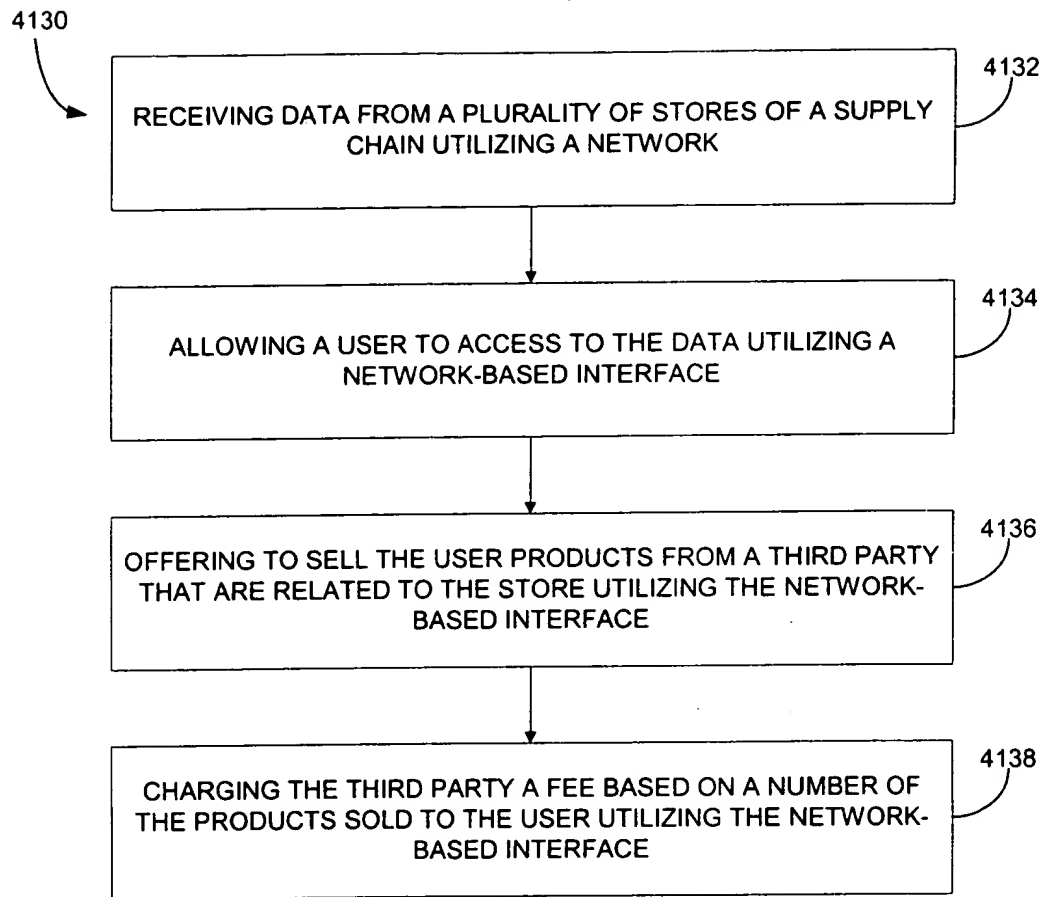 4130
4132
RECEIVING DATA FROM A PLURALITY OF STORES OF A SUPPLY
CHAIN UTILIZING A NETWORK
4134
ALLOWING A USER TO ACCESS TO THE DATA UTILIZING A
NETWORK-BASED INTERFACE
4136
OFFERING TO SELL THE USER PRODUCTS FROM A THIRD PARTY
THAT ARE RELATED TO THE STORE UTILIZING THE NETWORK-
BASED INTERFACE
4138
CHARGING THE THIRD PARTY A FEE BASED ON A NUMBER OF
THE PRODUCTS SOLD TO THE USER UTILIZING THE NETWORK-
BASED INTERFACE